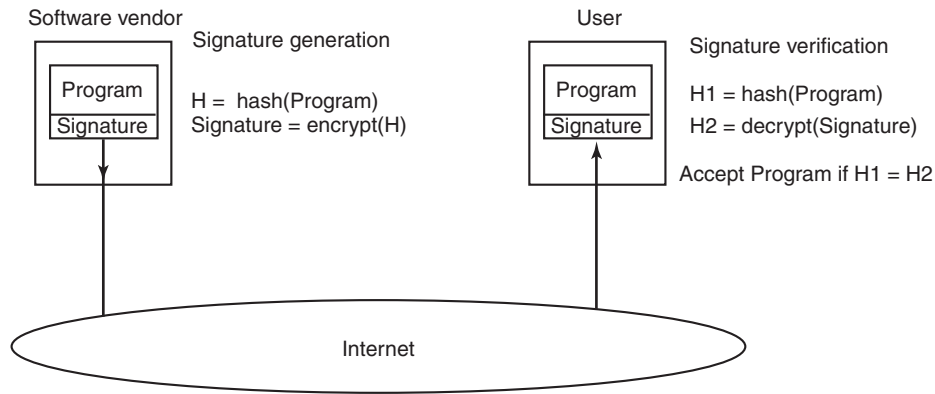 Software vendor
Signature generation
Program
Signature
H = hash(Program)
Signature = encrypt(H)
User
Signature verification
Program
Signature
H1 = hash(Program)
H2 = decrypt(Signature)
Accept Program if H1 = H2
Internet